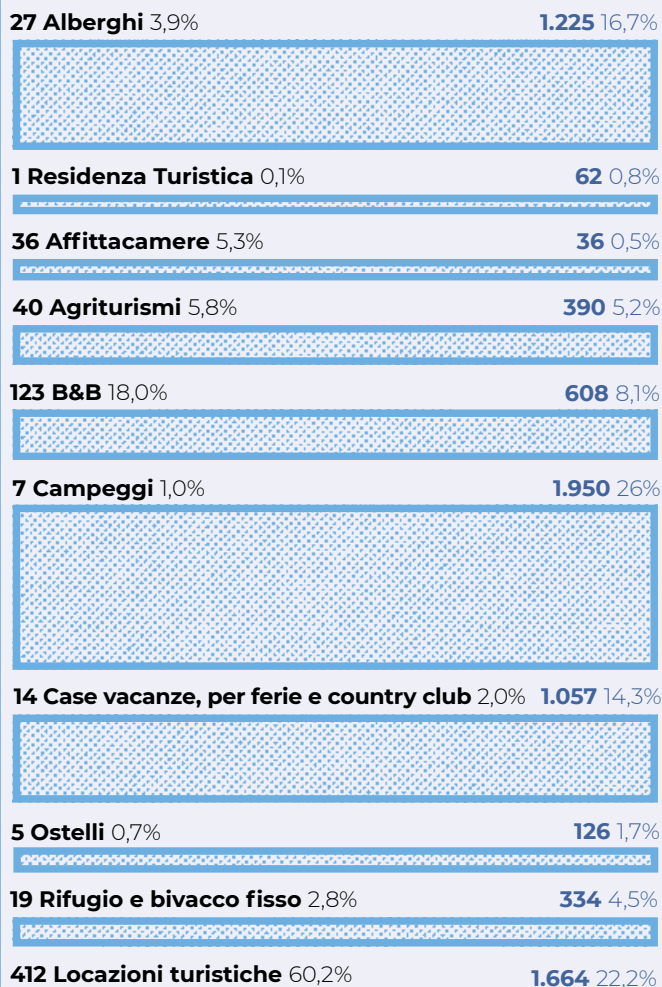 27 Alberghi 3,9% 1.225 16,7%
1 Residenza Turistica 0,1% 62 0,8%
36 Affittacamere 5,3% 36 0,5%
40 Agriturismi 5,8% 390 5,2%
123 B&B 18,0% 608 8,1%
7 Campeggi 1,0% 1.950 26%
14 Case vacanze, per ferie e country club 2,0% 1.057 14,3%
5 Ostelli 0,7% 126 1,7%
19 Rifugio e bivacco fisso 2,8% 334 4,5%
412 Locazioni turistiche 60,2% 1.664 22,2%